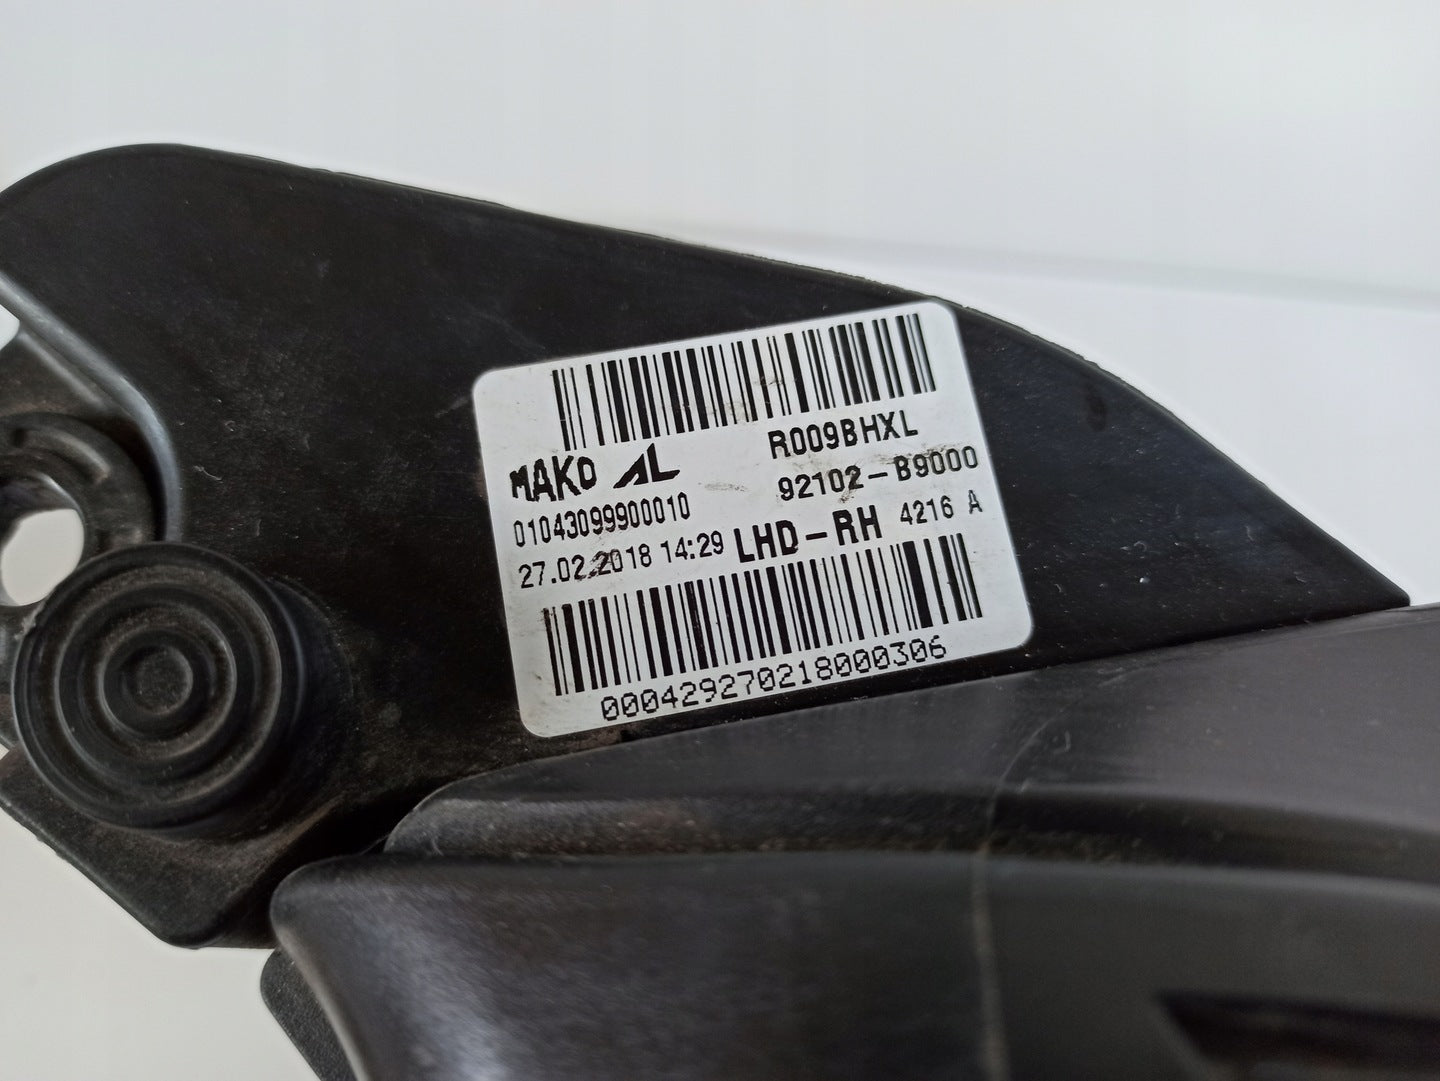 R009BHXL
MAKO AL
92102-B9000
01043099900010
27.02.2018 14:29 LHD-RH 4216 A
000429270218000306